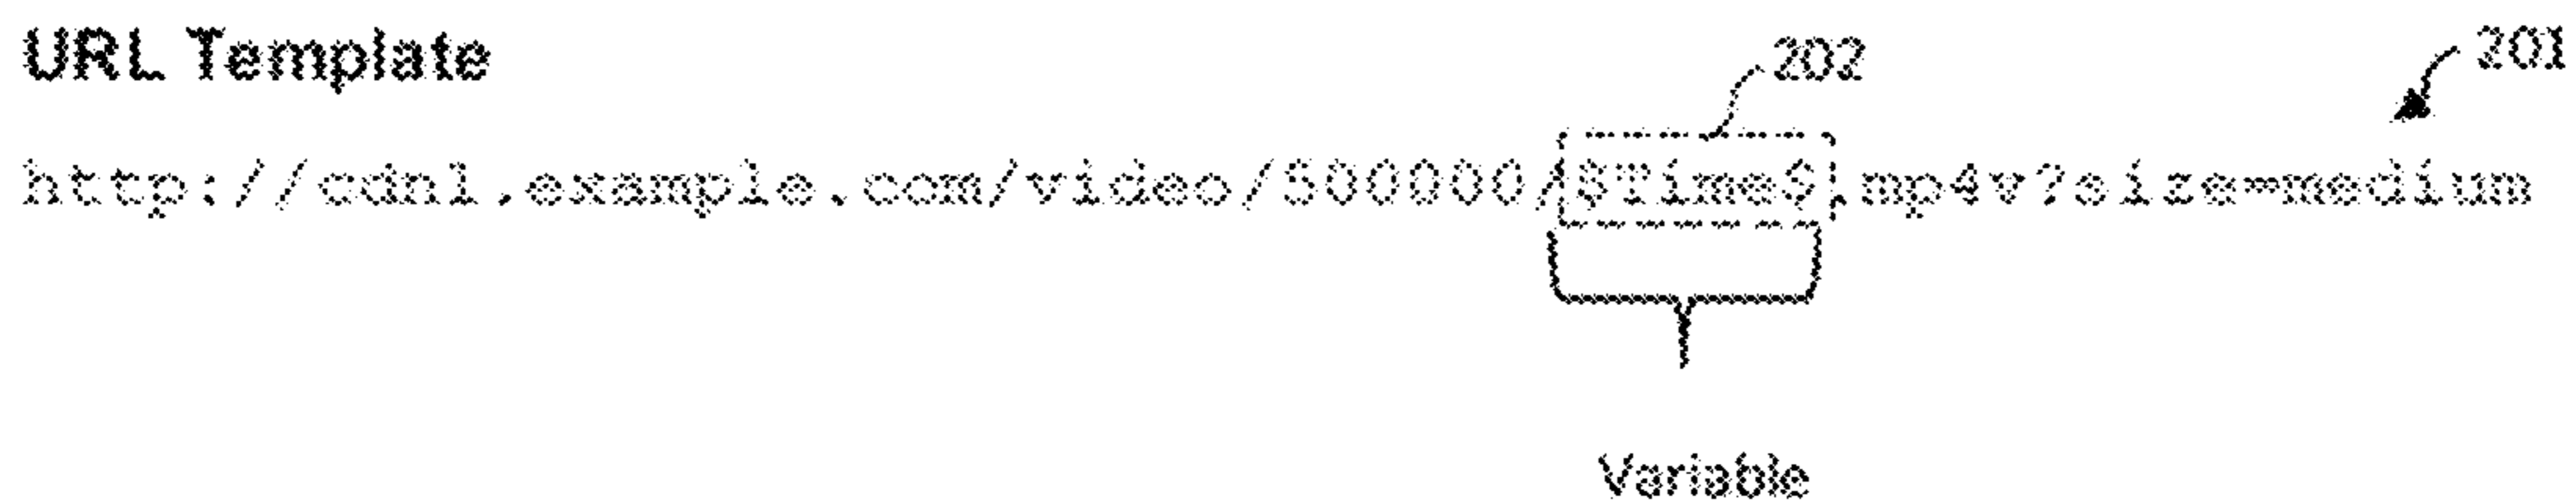 URL Template
202
201
http://cdn1.example.com/video/500000/$Time$.mp4v?size=medium
Variable